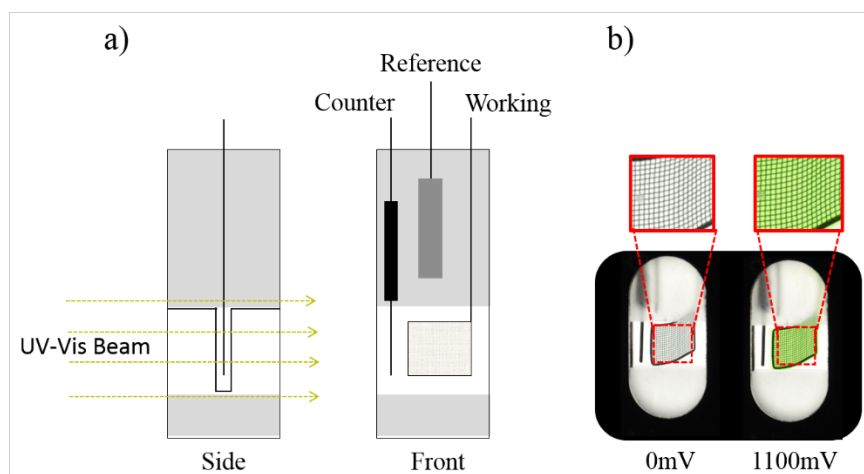 a)
b)
Reference
Counter
Working
UV-Vis Beam
Side
Front
0mV
1100mV